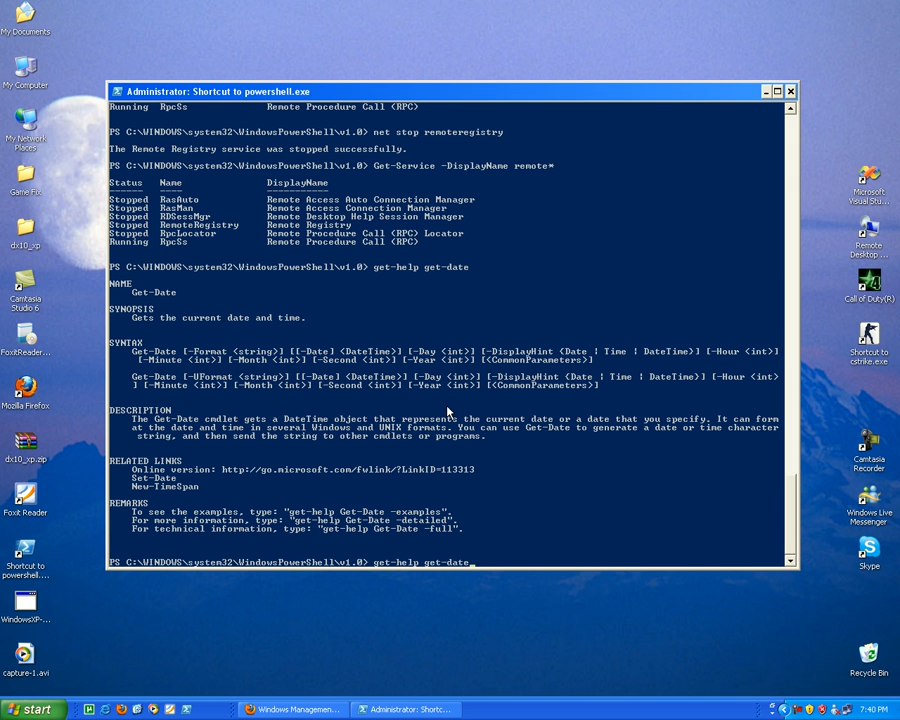 My Documents
My Computer
My Network
Places
Game Fix
dx10_xp
Camtasia
Studio 6
FoxitReader...
Mozilla Firefox
dx10_xp.zip
Foxit Reader
Shortcut to
powershell....
WindowsXP-...
capture-1.avi
Administrator: Shortcut to powershell.exe
Running RpcSs Remote Procedure Call (RPC)
PS C:\WINDOWS\system32\WindowsPowerShell\v1.0> net stop remoteregistry
The Remote Registry service was stopped successfully.
PS C:\WINDOWS\system32\WindowsPowerShell\v1.0> Get-Service -DisplayName remote*
Status Name DisplayName
------ ---- -----------
Stopped RasAuto Remote Access Auto Connection Manager
Stopped RasMan Remote Access Connection Manager
Stopped RDSessMgr Remote Desktop Help Session Manager
Stopped RemoteRegistry Remote Registry
Stopped RpcLocator Remote Procedure Call (RPC) Locator
Running RpcSs Remote Procedure Call (RPC)
PS C:\WINDOWS\system32\WindowsPowerShell\v1.0> get-help get-date
NAME
Get-Date
SYNOPSIS
Gets the current date and time.
SYNTAX
Get-Date [-Format <string>] [[-Date] <DateTime>] [-Day <int>] [-DisplayHint <Date | Time | DateTime>] [-Hour <int>]
[-Minute <int>] [-Month <int>] [-Second <int>] [-Year <int>] [<CommonParameters>]
Get-Date [-UFormat <string>] [[-Date] <DateTime>] [-Day <int>] [-DisplayHint <Date | Time | DateTime>] [-Hour <int>
] [-Minute <int>] [-Month <int>] [-Second <int>] [-Year <int>] [<CommonParameters>]
DESCRIPTION
The Get-Date cmdlet gets a DateTime object that represents the current date or a date that you specify. It can form
at the date and time in several Windows and UNIX formats. You can use Get-Date to generate a date or time character
string, and then send the string to other cmdlets or programs.
RELATED LINKS
Online version: http://go.microsoft.com/fwlink/?LinkID=113313
Set-Date
New-TimeSpan
REMARKS
To see the examples, type: "get-help Get-Date -examples".
For more information, type: "get-help Get-Date -detailed".
For technical information, type: "get-help Get-Date -full".
PS C:\WINDOWS\system32\WindowsPowerShell\v1.0> get-help get-date_
Microsoft
Visual Stu...
Remote
Desktop ...
Call of Duty(R)
Shortcut to
cstrike.exe
Camtasia
Recorder
Windows Live
Messenger
Skype
Recycle Bin
start
Windows Managemen...
Administrator: Shortc...
7:40 PM